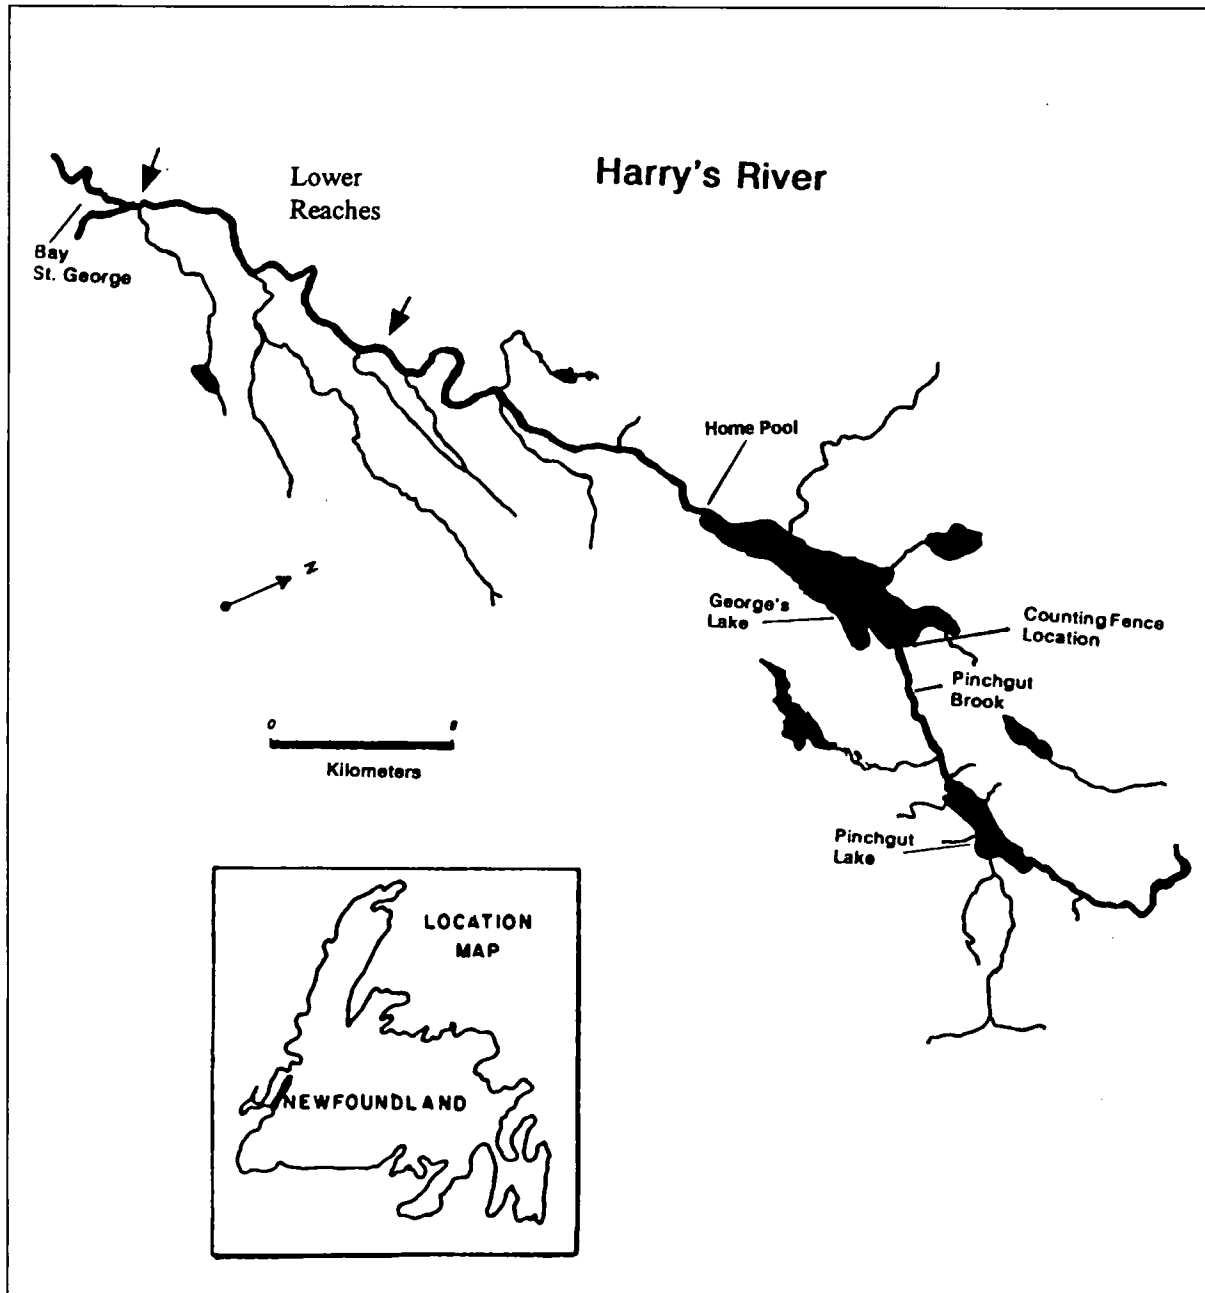 Harry's River
Lower
Reaches
Bay
St. George
Home Pool
N
George's
Lake
Counting Fence
Location
Pinchgut
Brook
0 8
Kilometers
Pinchgut
Lake
LOCATION
MAP
NEWFOUNDLAND